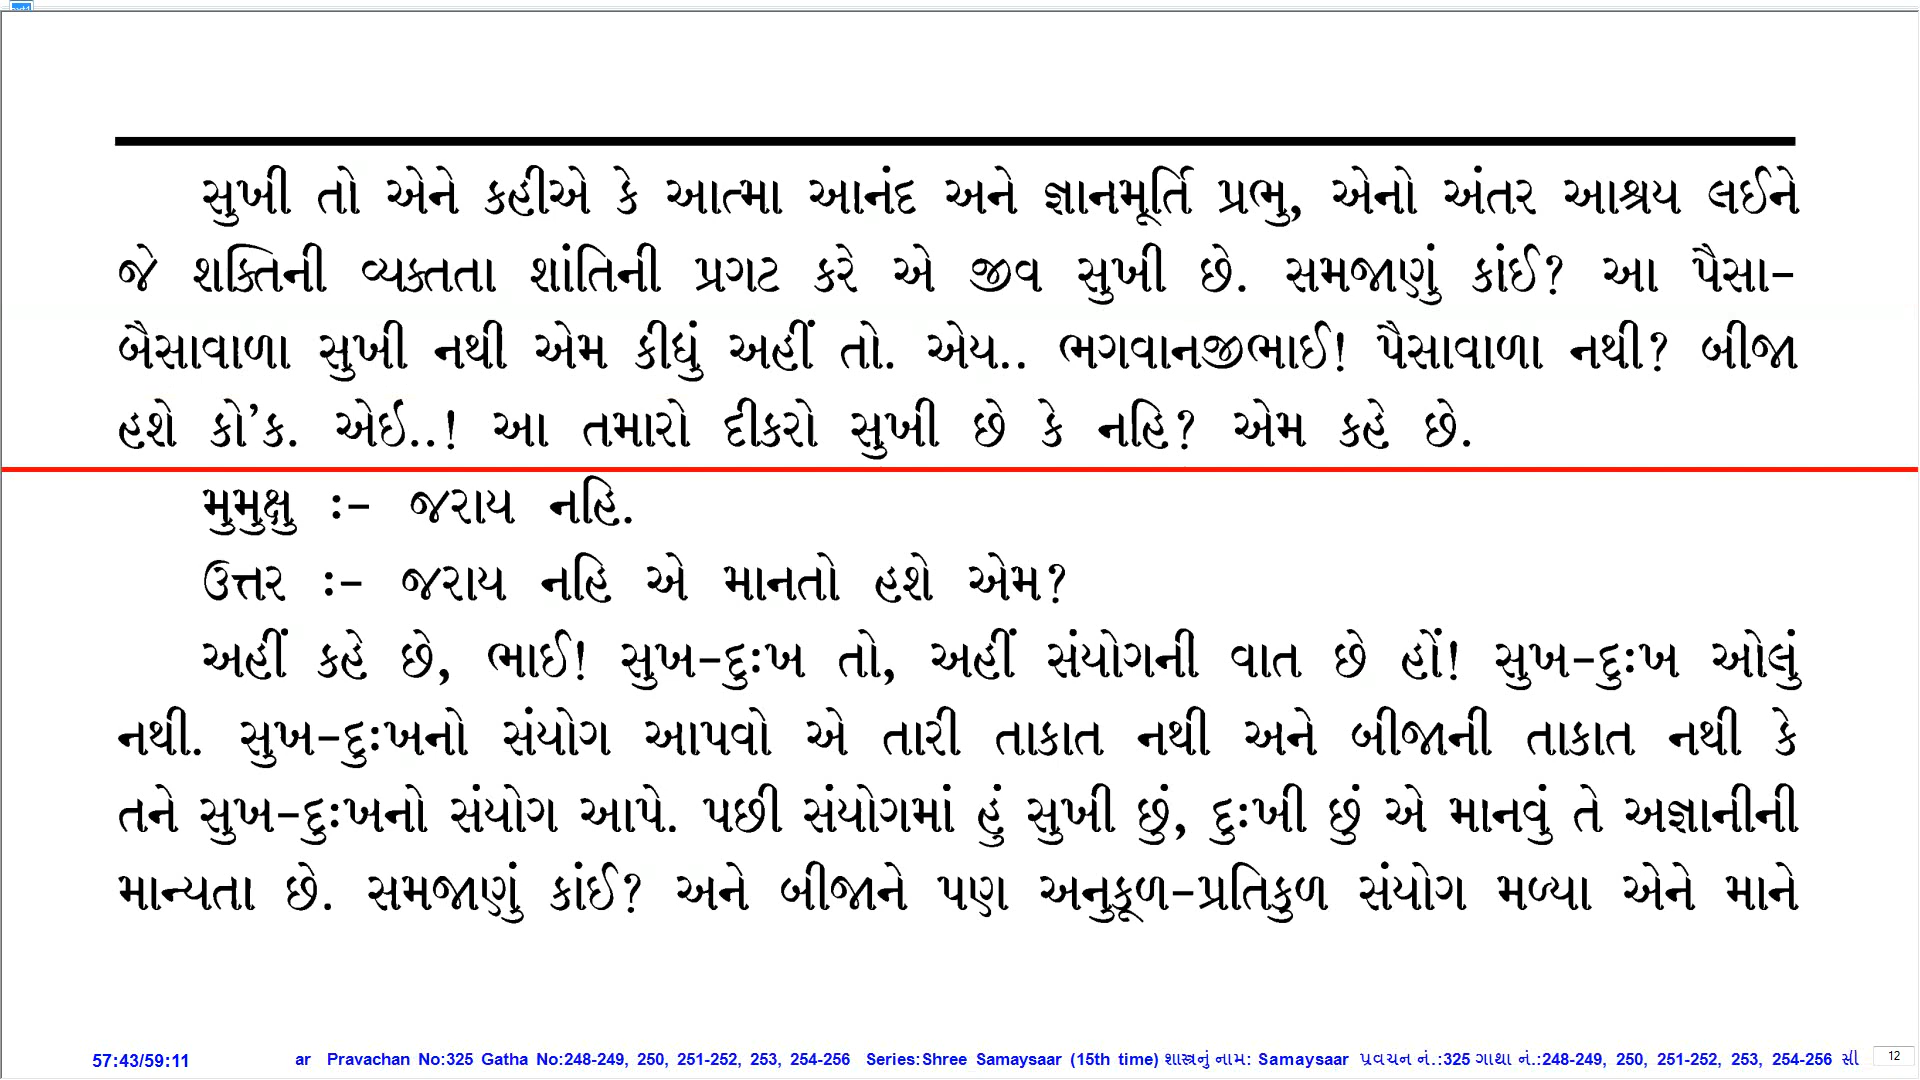 સુખી તો એને કહીએ કે આત્મા આનંદ અને જ્ઞાનમૂર્તિ પ્રભુ, એનો અંતર આશ્રય લઈને
જે શક્તિની વ્યક્તતા શાંતિની પ્રગટ કરે એ જીવ સુખી છે. સમજાણું કાંઈ? આ પૈસા-
બૈસાવાળા સુખી નથી એમ કીધું અહીં તો. એય.. ભગવાનજીભાઈ! પૈસાવાળા નથી? બીજા
હશે કો'ક. એઈ..! આ તમારો દીકરો સુખી છે કે નહિ? એમ કહે છે.
મુમુક્ષુ :- જરાય નહિ.
ઉત્તર :- જરાય નહિ એ માનતો હશે એમ?
અહીં કહે છે, ભાઈ! સુખ-દુઃખ તો, અહીં સંયોગની વાત છે હોં! સુખ-દુઃખ ઓલું
નથી. સુખ-દુઃખનો સંયોગ આપવો એ તારી તાકાત નથી અને બીજાની તાકાત નથી કે
તને સુખ-દુઃખનો સંયોગ આપે. પછી સંયોગમાં હું સુખી છું, દુઃખી છું એ માનવું તે અજ્ઞાનીની
માન્યતા છે. સમજાણું કાંઈ? અને બીજાને પણ અનુકૂળ-પ્રતિકુળ સંયોગ મળ્યા એને માને
57:43/59:11 ar Pravachan No:325 Gatha No:248-249, 250, 251-252, 253, 254-256 Series:Shree Samaysaar (15th time) શાસ્ત્રનું નામ: Samaysaar પ્રવચન નં.:325 ગાથા નં.:248-249, 250, 251-252, 253, 254-256 સી 12